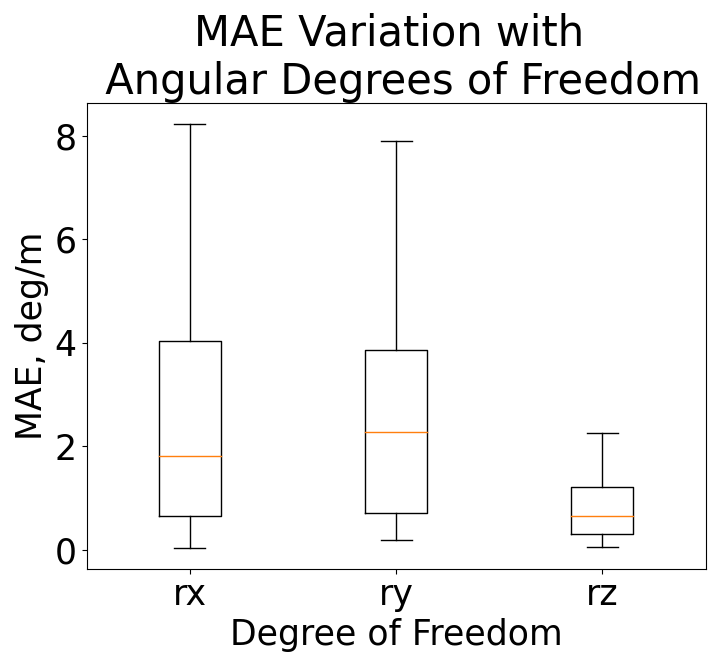 MAE Variation with
Angular Degrees of Freedom
MAE, deg/m
8
6
4
2
0
rx ry rz
Degree of Freedom